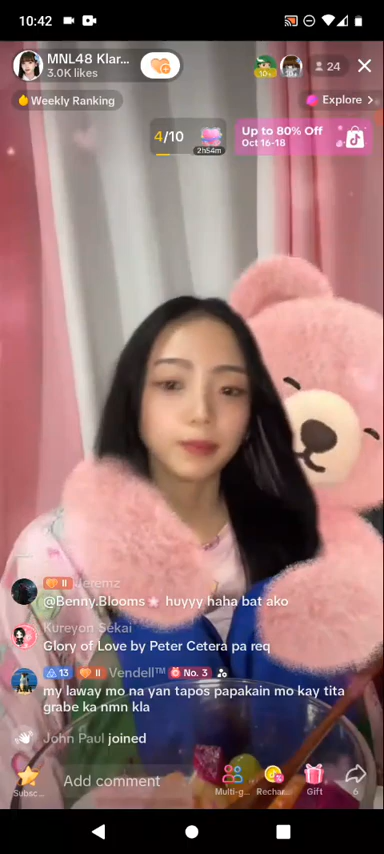 10:42
MNL48 Klar...
3.0K likes
10+
24
Weekly Ranking
Explore >
4/10
2h54m
Up to 80% Off
Oct 16-18
II Jeremz
@Benny.Blooms huyyy haha bat ako
Kureyon Sekai
Glory of Love by Peter Cetera pa req
13 II Vendell™ No. 3
my laway mo na yan tapos papakain mo kay tita
grabe ka nmn kla
John Paul joined
Add comment
Subsc...
Multi-g...
Rechar...
Gift
6